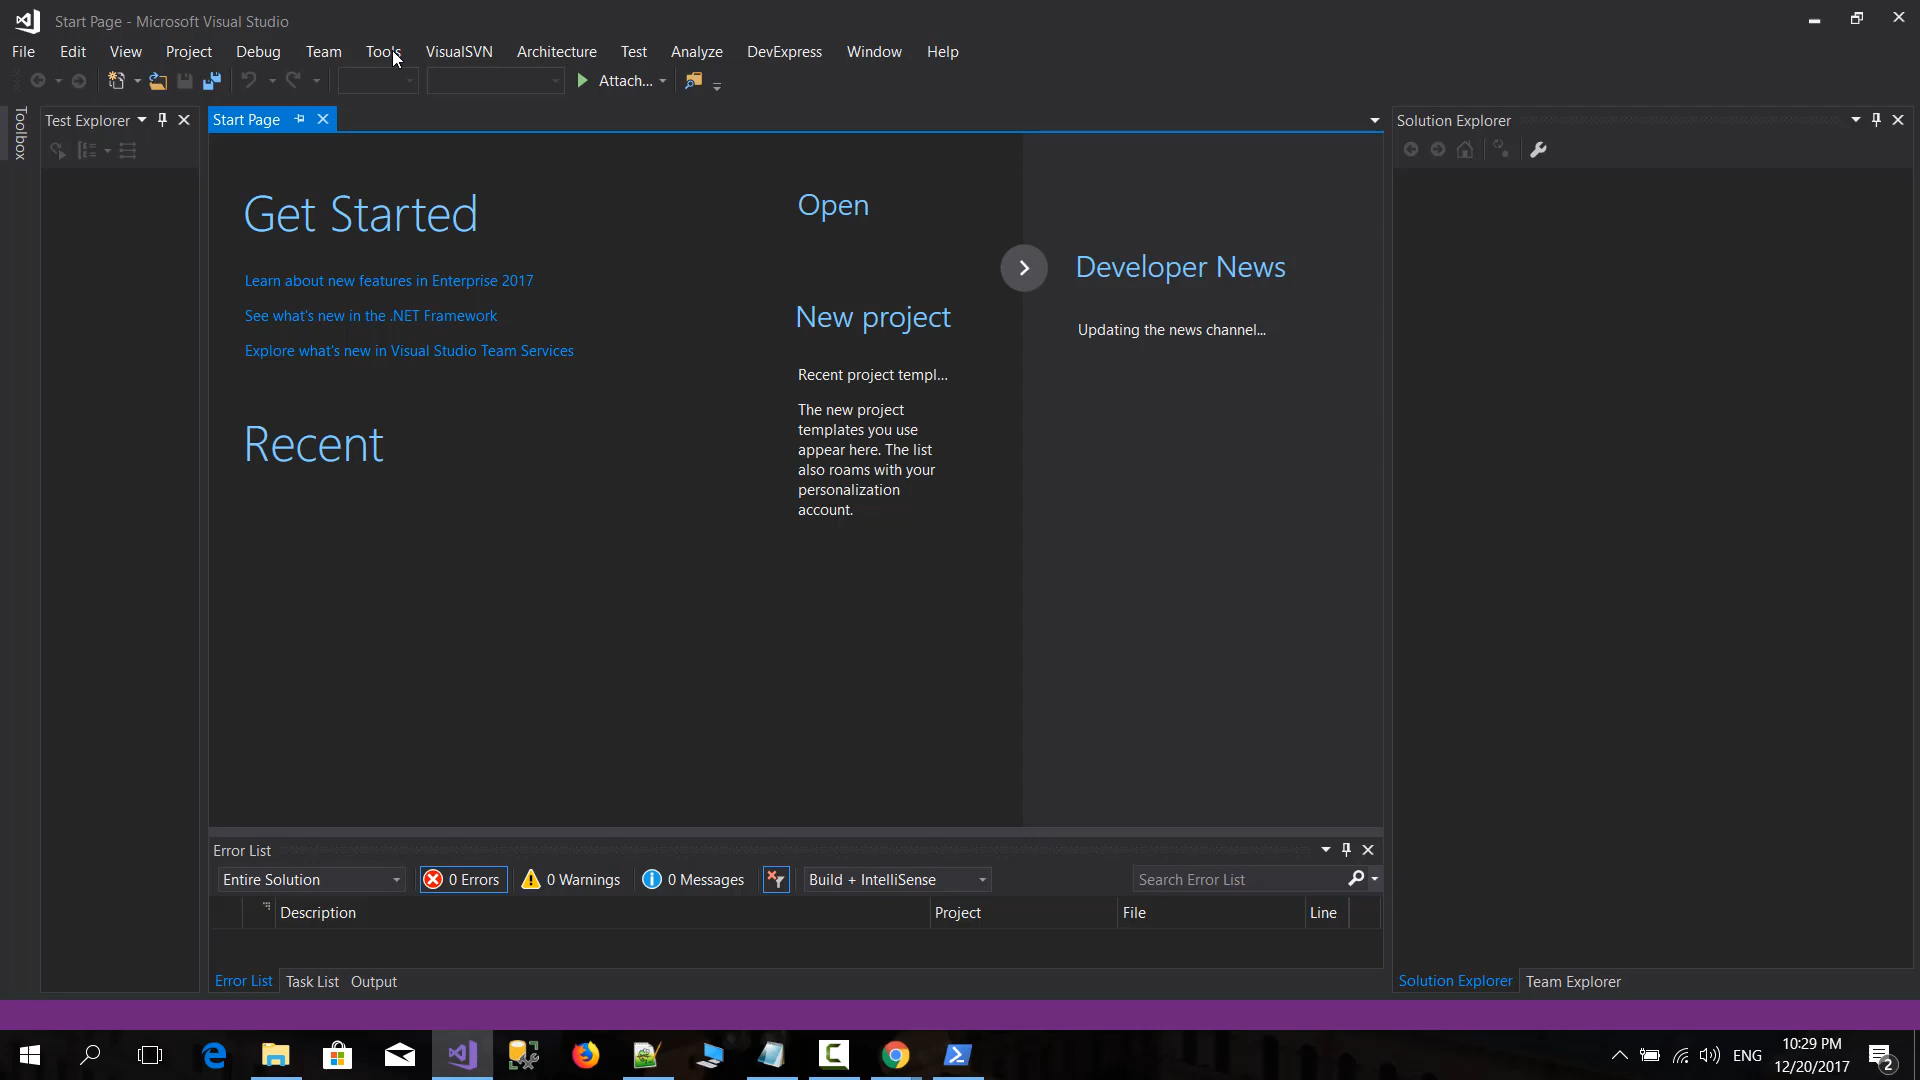 Start Page - Microsoft Visual Studio
File Edit View Project Debug Team Tools VisualSVN Architecture Test Analyze DevExpress Window Help
Attach...
Toolbox
Test Explorer
Start Page
Solution Explorer
Get Started
Learn about new features in Enterprise 2017
See what's new in the .NET Framework
Explore what's new in Visual Studio Team Services
Recent
Open
New project
Recent project templ...
The new project
templates you use
appear here. The list
also roams with your
personalization
account.
Developer News
Updating the news channel...
Error List
Entire Solution
0 Errors
0 Warnings
0 Messages
Build + IntelliSense
Search Error List
Description Project File Line
Error List Task List Output
Solution Explorer Team Explorer
ENG
10:29 PM
12/20/2017
2